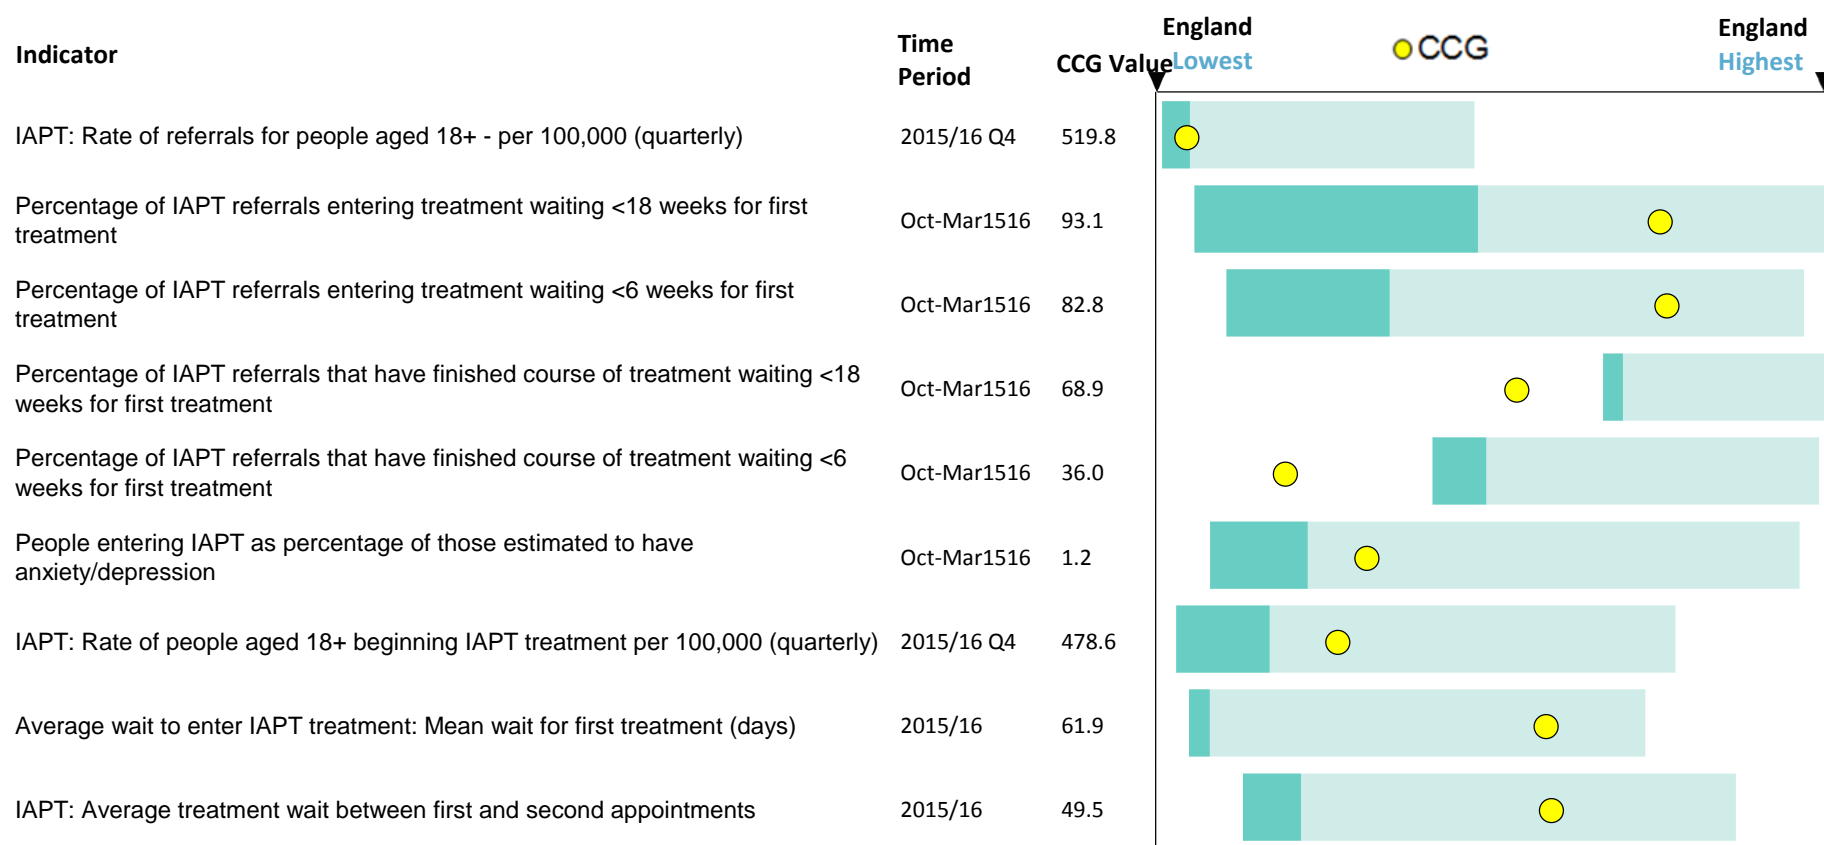 Indicator
Time Period
CCG Value
England Lowest
CCG
England Highest
IAPT: Rate of referrals for people aged 18+ - per 100,000 (quarterly) 2015/16 Q4 519.8
Percentage of IAPT referrals entering treatment waiting <18 weeks for first
treatment
Oct-Mar1516 93.1
Percentage of IAPT referrals entering treatment waiting <6 weeks for first
treatment
Oct-Mar1516 82.8
Percentage of IAPT referrals that have finished course of treatment waiting <18
weeks for first treatment
Oct-Mar1516 68.9
Percentage of IAPT referrals that have finished course of treatment waiting <6
weeks for first treatment
Oct-Mar1516 36.0
People entering IAPT as percentage of those estimated to have
anxiety/depression
Oct-Mar1516 1.2
IAPT: Rate of people aged 18+ beginning IAPT treatment per 100,000 (quarterly) 2015/16 Q4 478.6
Average wait to enter IAPT treatment: Mean wait for first treatment (days) 2015/16 61.9
IAPT: Average treatment wait between first and second appointments 2015/16 49.5